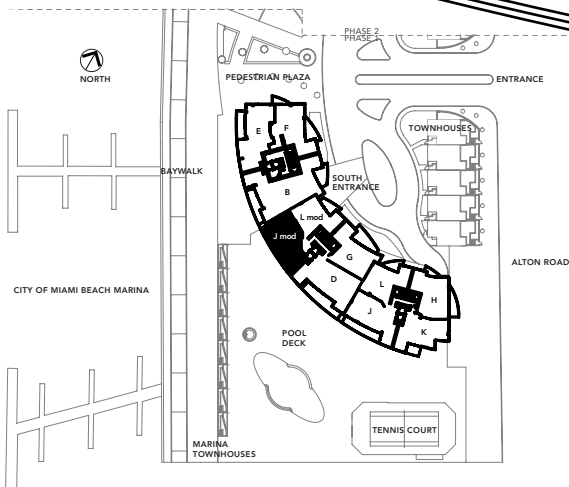 PHASE 2
PHASE 1
NORTH
PEDESTRIAN PLAZA
ENTRANCE
E
F
TOWNHOUSES
BAYWALK
SOUTH
ENTRANCE
B
L mod
J mod
G
ALTON ROAD
D
L
H
CITY OF MIAMI BEACH MARINA
J
K
POOL
DECK
TENNIS COURT
MARINA
TOWNHOUSES